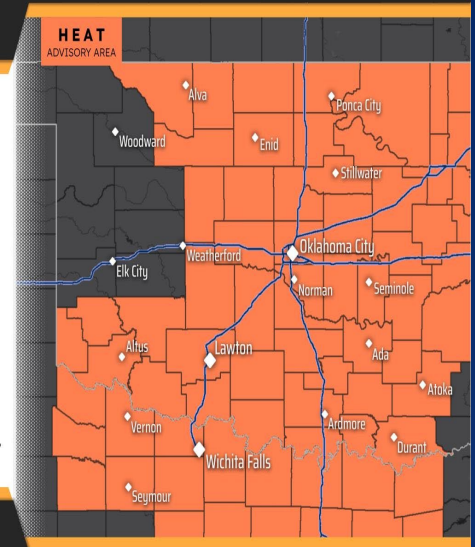 HEAT
ADVISORY AREA
Alva
Ponca City
Woodward
Enid
Stillwater
Oklahoma City
Weatherford
Elk City
Norman
Seminole
Altus
Lawton
Ada
Atoka
Vernon
Ardmore
Durant
Wichita Falls
Seymour